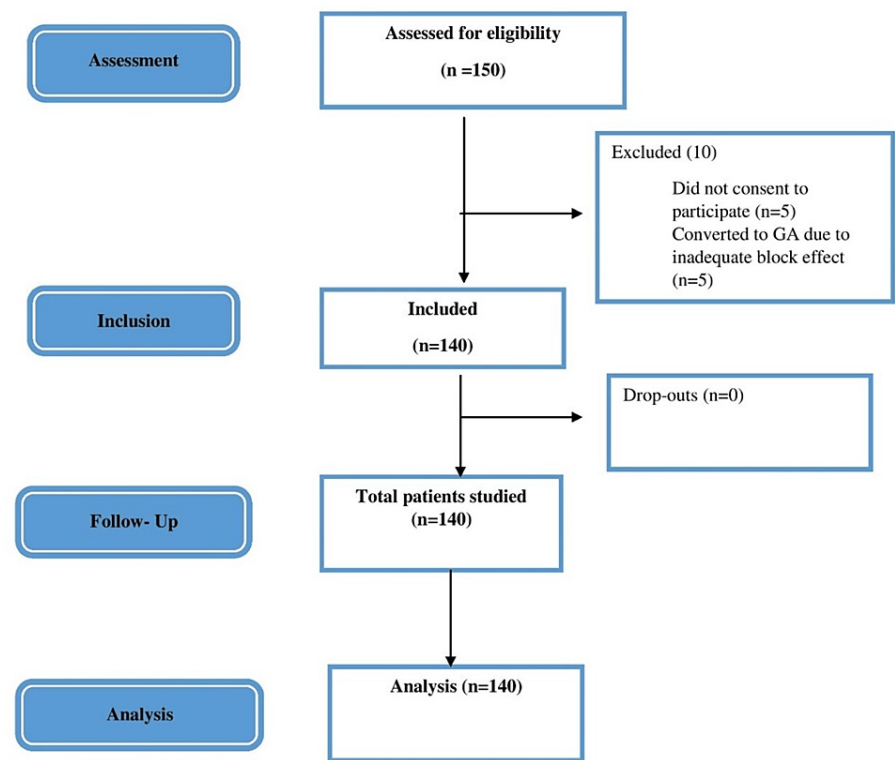 Assessment
Assessed for eligibility
(n =150)
Excluded (10)
Did not consent to
participate (n=5)
Converted to GA due to
inadequate block effect
(n=5)
Inclusion
Included
(n=140)
Drop-outs (n=0)
Follow- Up
Total patients studied
(n=140)
Analysis
Analysis (n=140)